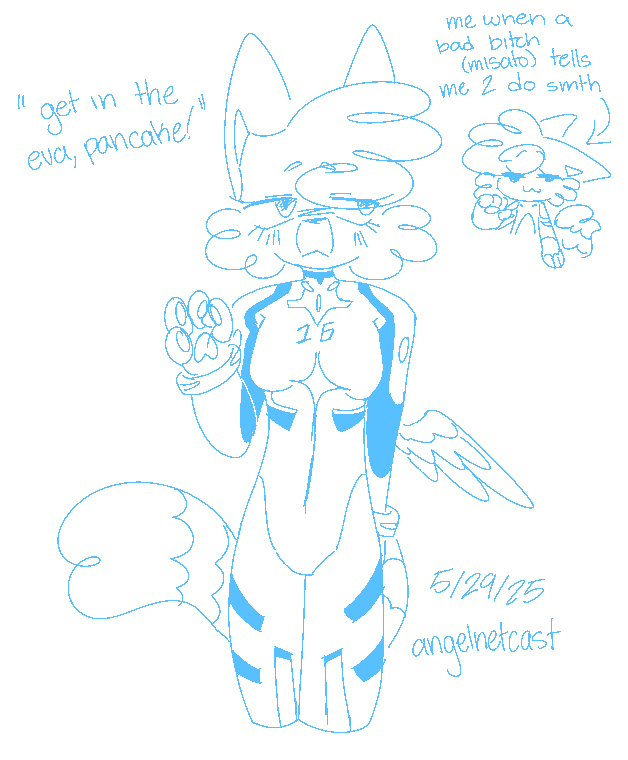 " get in the
eva, pancake! "
me when a
bad bitch
(misato) tells
me 2 do smth
16
5/29/25
angelnetcast